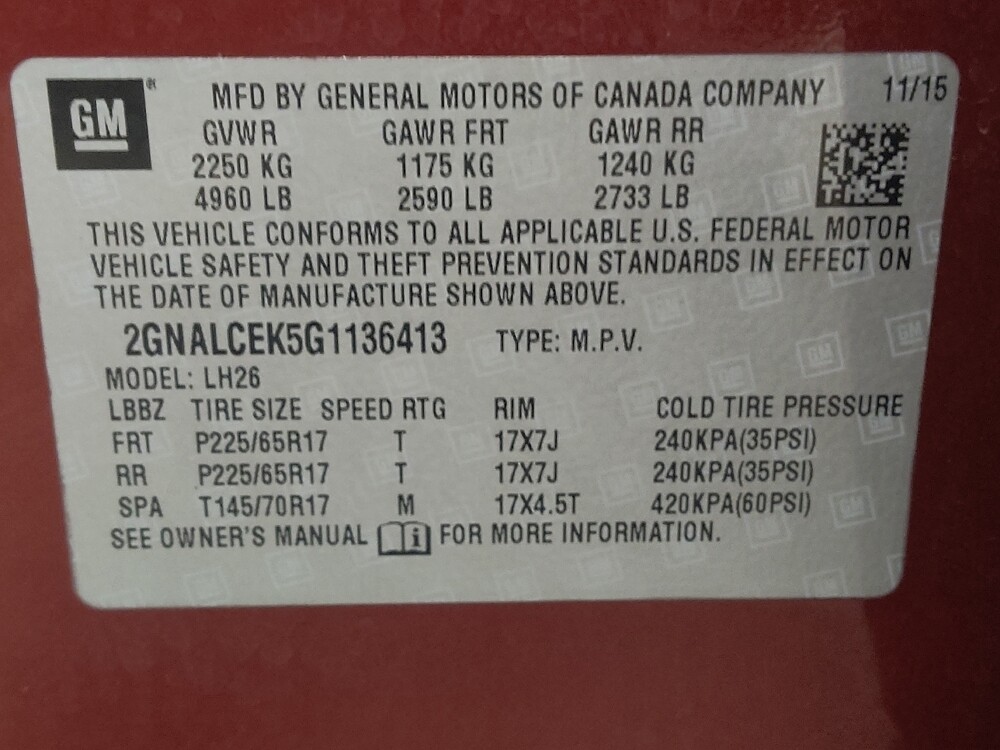 GM ® MFD BY GENERAL MOTORS OF CANADA COMPANY 11/15
GVWR GAWR FRT GAWR RR
2250 KG 1175 KG 1240 KG
4960 LB 2590 LB 2733 LB
THIS VEHICLE CONFORMS TO ALL APPLICABLE U.S. FEDERAL MOTOR
VEHICLE SAFETY AND THEFT PREVENTION STANDARDS IN EFFECT ON
THE DATE OF MANUFACTURE SHOWN ABOVE.
2GNALCEK5G1136413 TYPE: M.P.V.
MODEL: LH26
LBBZ TIRE SIZE SPEED RTG RIM COLD TIRE PRESSURE
FRT P225/65R17 T 17X7J 240KPA(35PSI)
RR P225/65R17 T 17X7J 240KPA(35PSI)
SPA T145/70R17 M 17X4.5T 420KPA(60PSI)
SEE OWNER'S MANUAL i FOR MORE INFORMATION.